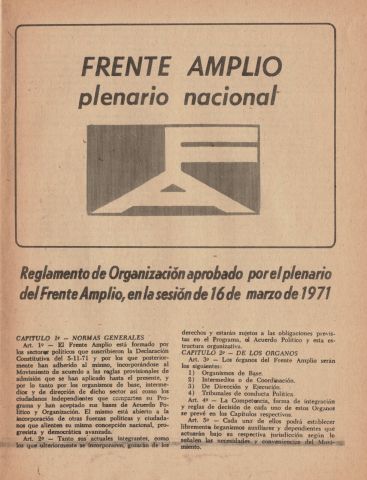 FRENTE AMPLIO
plenario nacional
FA
Reglamento de Organización aprobado por el plenario
del Frente Amplio, en la sesión de 16 de marzo de 1971
CAPITULO 1º — NORMAS GENERALES
Art. 1º — El Frente Amplio está formado por
los sectores políticos que suscribieron la Declaración
Constitutiva del 5-II-71 y por los que posterior-
mente han adherido al mismo, incorporándose al
Movimiento de acuerdo a las reglas provisionales de
admisión que se han aplicado hasta el presente, y
por lo tanto por los organismos de base, interme-
dios y de dirección de dicho sector así como los
ciudadanos independientes que comparten su Pro-
grama y han aceptado sus bases de Acuerdo Po-
lítico y Organización. El mismo está abierto a la
incorporación de otras fuerzas políticas y ciudada-
nos que alienten su misma concepción nacional, pro-
gresista y democrática avanzada.
Art. 2º — Tanto sus actuales integrantes, como
los que ulteriormente se incorporen, gozarán de los
derechos y estarán sujetos a las obligaciones previs-
tas en el Programa, el Acuerdo Político y esta es-
tructura organizativa.
CAPITULO 2º — DE LOS ORGANOS
Art. 3º — Los órganos del Frente Amplio serán
los siguientes:
1) Organismos de Base.
2) Intermedios o de Coordinación.
3) De Dirección y Ejecución.
4) Tribunales de conducta Política.
Art. 4º — La Competencia, forma de integración
y reglas de decisión de cada uno de estos Organos
se prevé en los Capítulos respectivos.
Art. 5º — Cada uno de ellos podrá establecer
libremente organismos auxiliares y dependientes que
actuarán bajo su respectiva jurisdicción según lo
señalen las necesidades y conveniencias del Movi-
miento.